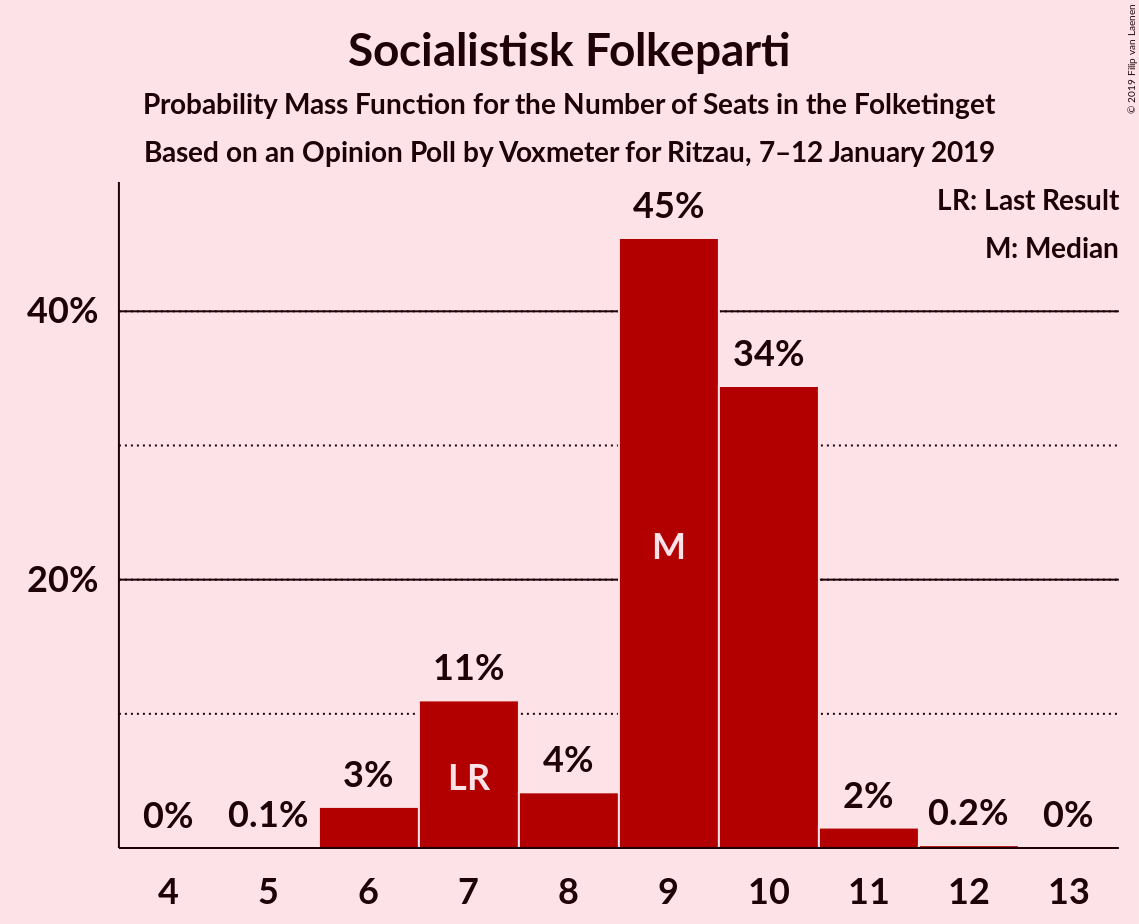 Socialistisk Folkeparti
Probability Mass Function for the Number of Seats in the Folketinget
Based on an Opinion Poll by Voxmeter for Ritzau, 7–12 January 2019
© 2019 Filip van Laenen
LR: Last Result
M: Median
45%
40%
34%
M
20%
11%
LR
4%
3%
2%
0%
0.1%
0.2%
0%
4 5 6 7 8 9 10 11 12 13